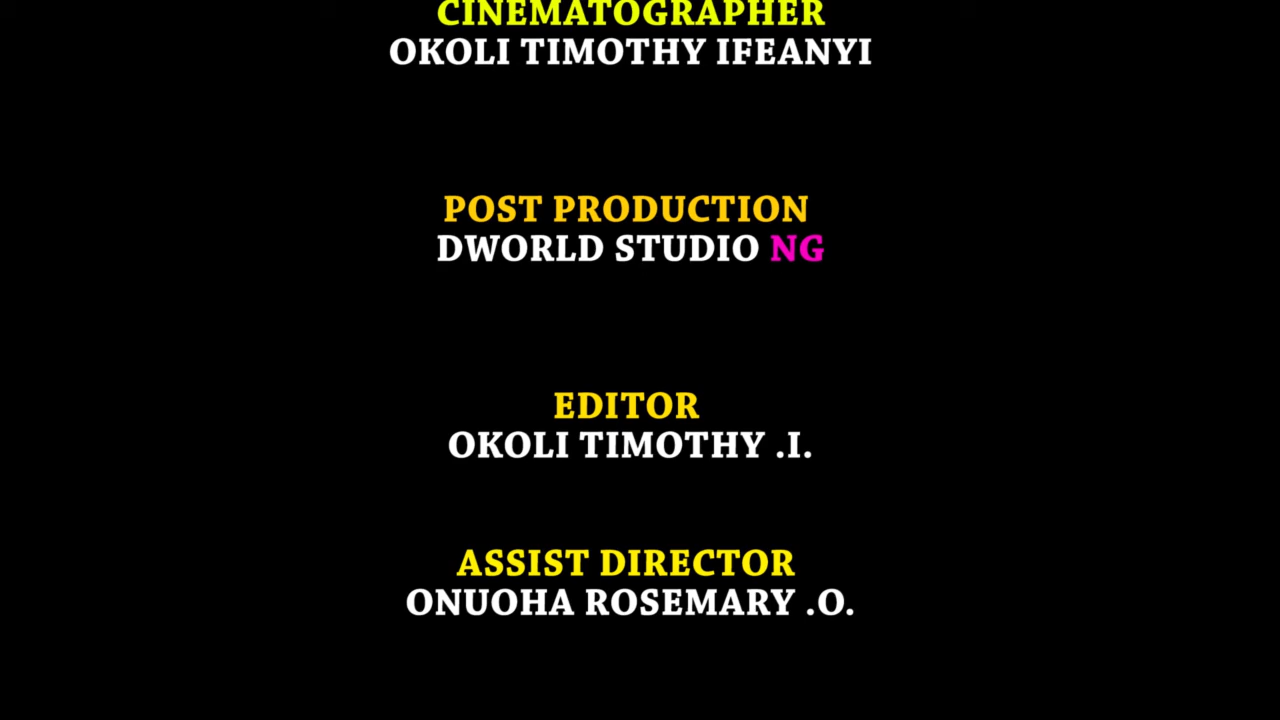 CINEMATOGRAPHER
OKOLI TIMOTHY IFEANYI
POST PRODUCTION
DWORLD STUDIO NG
EDITOR
OKOLI TIMOTHY .I.
ASSIST DIRECTOR
ONUOHA ROSEMARY .O.